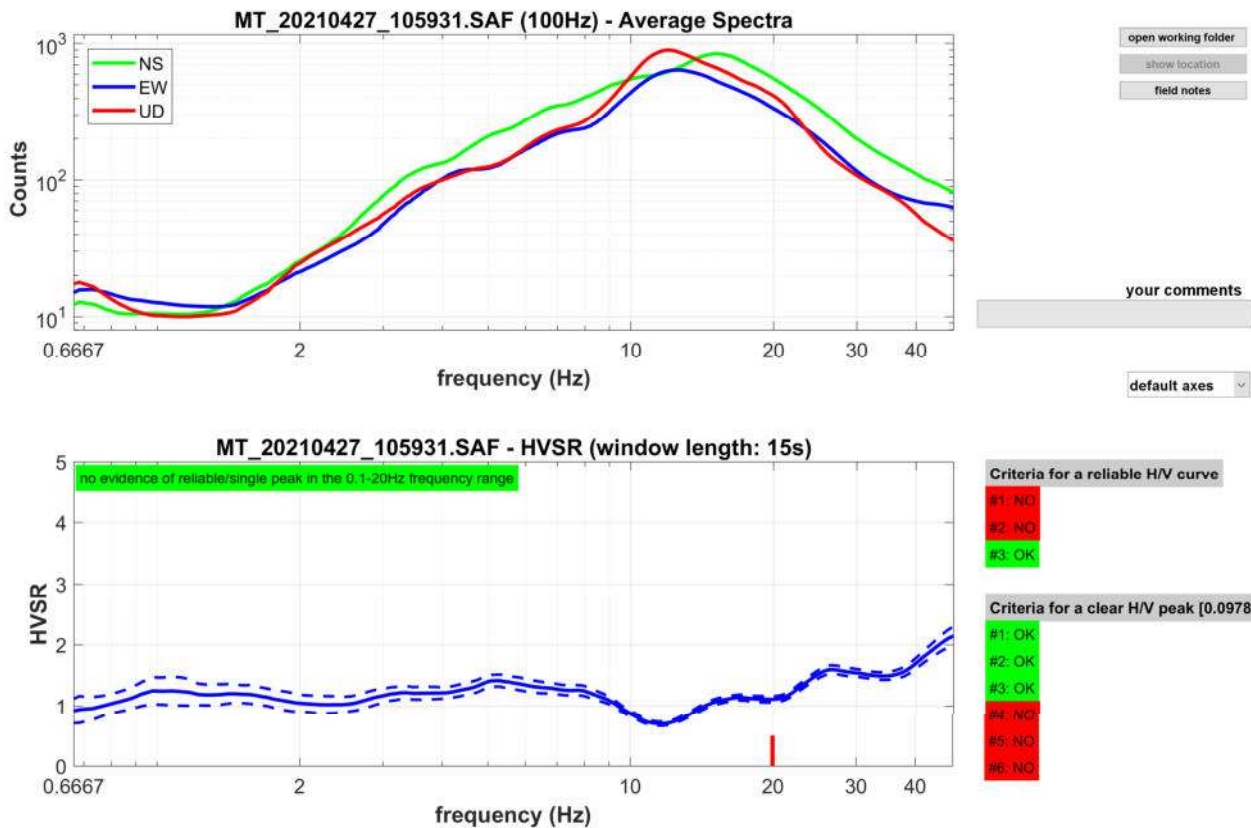 MT_20210427_105931.SAF (100Hz) - Average Spectra
10³
10²
10¹
Counts
NS
EW
UD
0.6667
2
10
20
30
40
frequency (Hz)
open working folder
show location
field notes
your comments
default axes
MT_20210427_105931.SAF - HVSR (window length: 15s)
no evidence of reliable/single peak in the 0.1-20Hz frequency range
5
4
3
2
1
0
HVSR
0.6667
2
10
20
30
40
frequency (Hz)
Criteria for a reliable H/V curve
#1: NO
#2: NO
#3: OK
Criteria for a clear H/V peak [0.0978
#1: OK
#2: OK
#3: OK
#4: NO
#5: NO
#6: NO